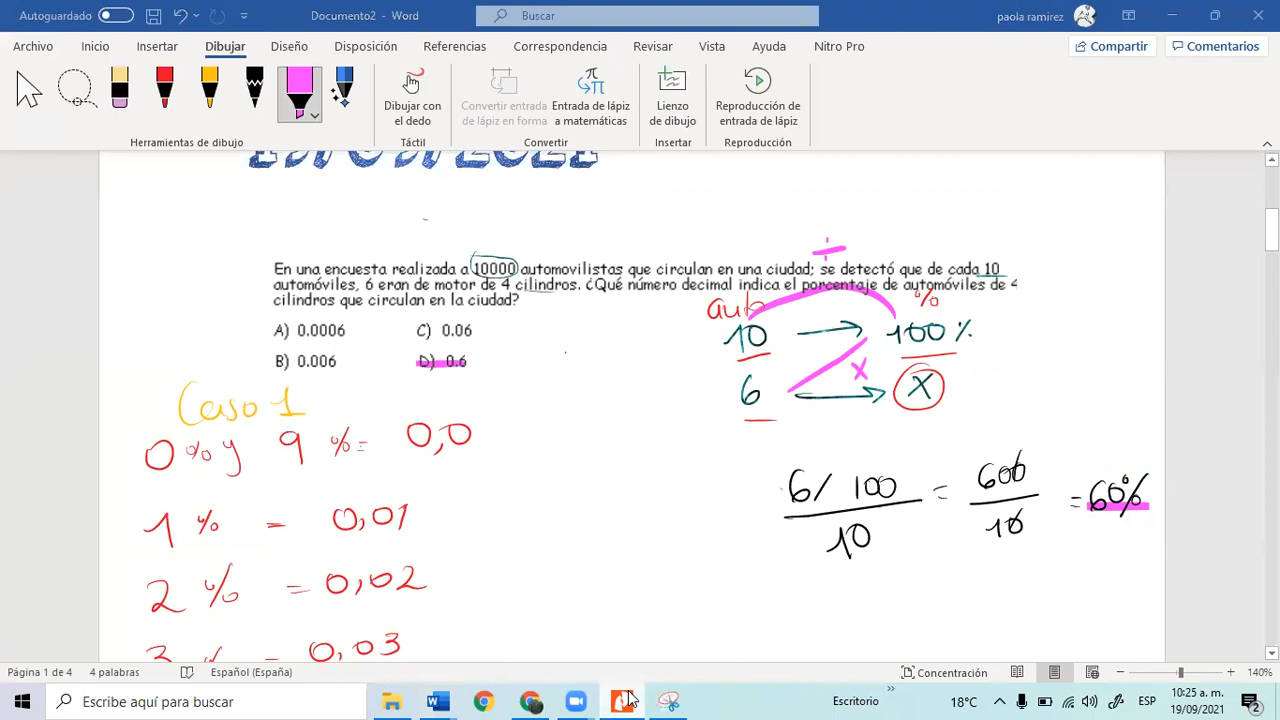 Autoguardado
Documento2 - Word
Buscar
paola ramirez
Archivo Inicio Insertar Dibujar Diseño Disposición Referencias Correspondencia Revisar Vista Ayuda Nitro Pro
Compartir Comentarios
Dibujar con el dedo
Convertir entrada de lápiz en forma
Entrada de lápiz a matemáticas
Lienzo de dibujo
Reproducción de entrada de lápiz
Herramientas de dibujo Táctil Convertir Insertar Reproducción
En una encuesta realizada a 10000 automovilistas que circulan en una ciudad; se detectó que de cada 10
automóviles, 6 eran de motor de 4 cilindros. ¿Qué número decimal indica el porcentaje de automóviles de 4
cilindros que circulan en la ciudad?
A) 0.0006 C) 0.06
B) 0.006 D) 0.6
÷
auto %
10 → 100 %
x
6 → X
Caso 1
0 % y 9 % = 0,0
1 % = 0,01
2 % = 0,02
3 % = 0,03
6/ 100 = 600 = 60%
10 10
Página 1 de 4 4 palabras Español (España) Concentración 140%
Escribe aquí para buscar
Escritorio
18°C
ESP
10:25 a. m.
19/09/2021
2